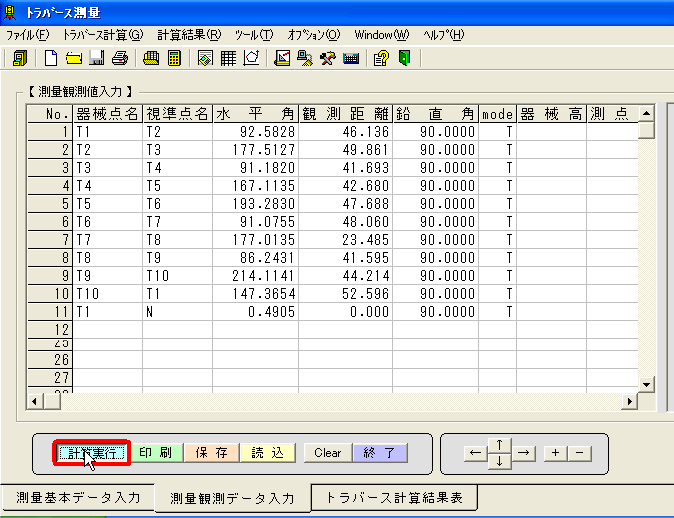 ﾄﾗﾊﾞｰｽ測量
ﾌｧｲﾙ(F) ﾄﾗﾊﾞｰｽ計算(G) 計算結果(R) ﾂｰﾙ(T) ｵﾌﾟｼｮﾝ(O) Window(W) ﾍﾙﾌﾟ(H)
【 測量観測値入力 】
No. 器械点名 視準点名 水 平 角 観 測 距 離 鉛 直 角 mode 器 械 高 測 点
1 T1 T2 92.5828 46.136 90.0000 T
2 T2 T3 177.5127 49.861 90.0000 T
3 T3 T4 91.1820 41.693 90.0000 T
4 T4 T5 167.1135 42.680 90.0000 T
5 T5 T6 193.2830 47.688 90.0000 T
6 T6 T7 91.0755 48.060 90.0000 T
7 T7 T8 177.0135 23.485 90.0000 T
8 T8 T9 86.2431 41.595 90.0000 T
9 T9 T10 214.1141 44.214 90.0000 T
10 T10 T1 147.3654 52.596 90.0000 T
11 T1 N 0.4905 0.000 90.0000 T
12
25
26
27
計算実行 印 刷 保 存 読 込 Clear 終 了 ← ↑ ↓ → + －
測量基本データ入力 測量観測データ入力 トラバース計算結果表